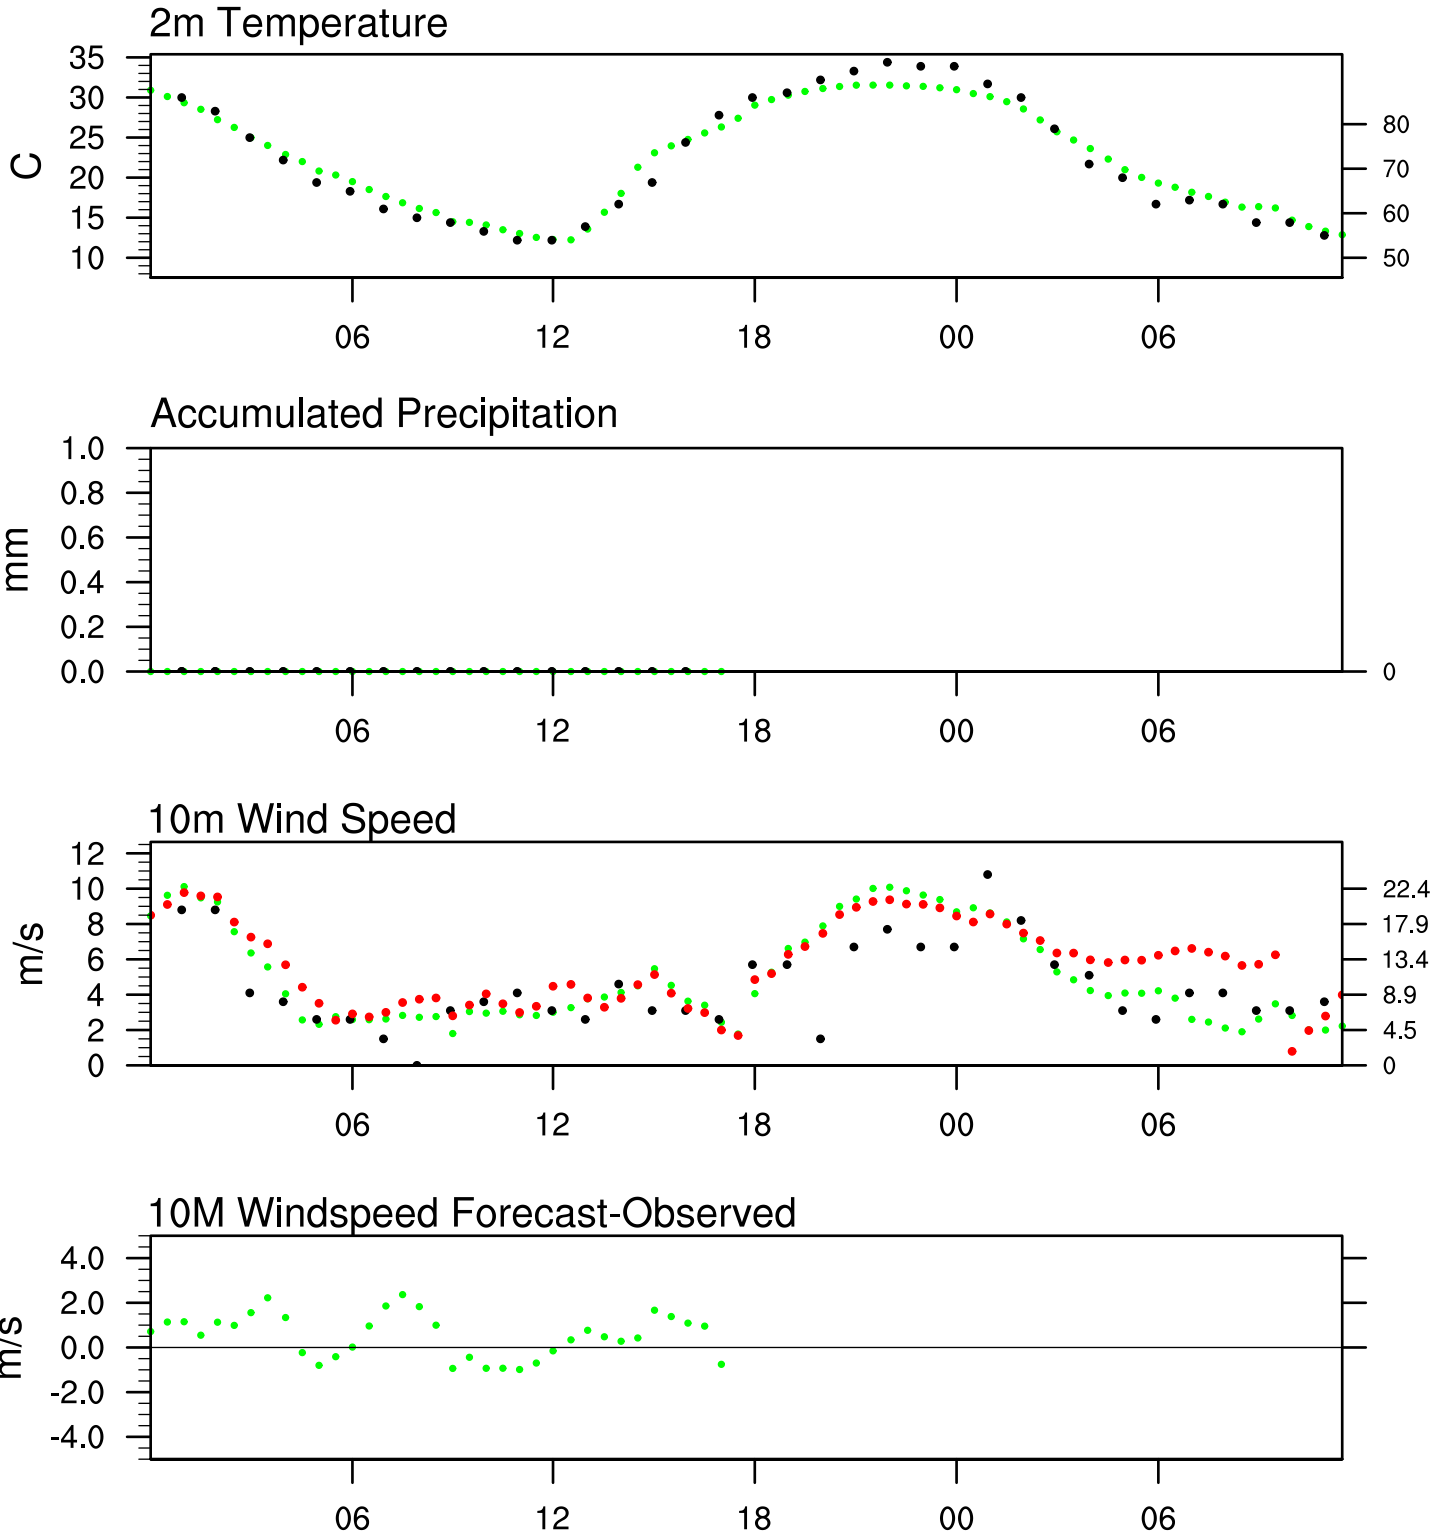 2m Temperature
35
30
25
20
15
10
C
80
70
60
50
06 12 18 00 06
Accumulated Precipitation
1.0
0.8
0.6
0.4
0.2
0.0
mm
0
06 12 18 00 06
10m Wind Speed
12
10
8
6
4
2
0
m/s
22.4
17.9
13.4
8.9
4.5
0
06 12 18 00 06
10M Windspeed Forecast-Observed
4.0
2.0
0.0
-2.0
-4.0
m/s
06 12 18 00 06